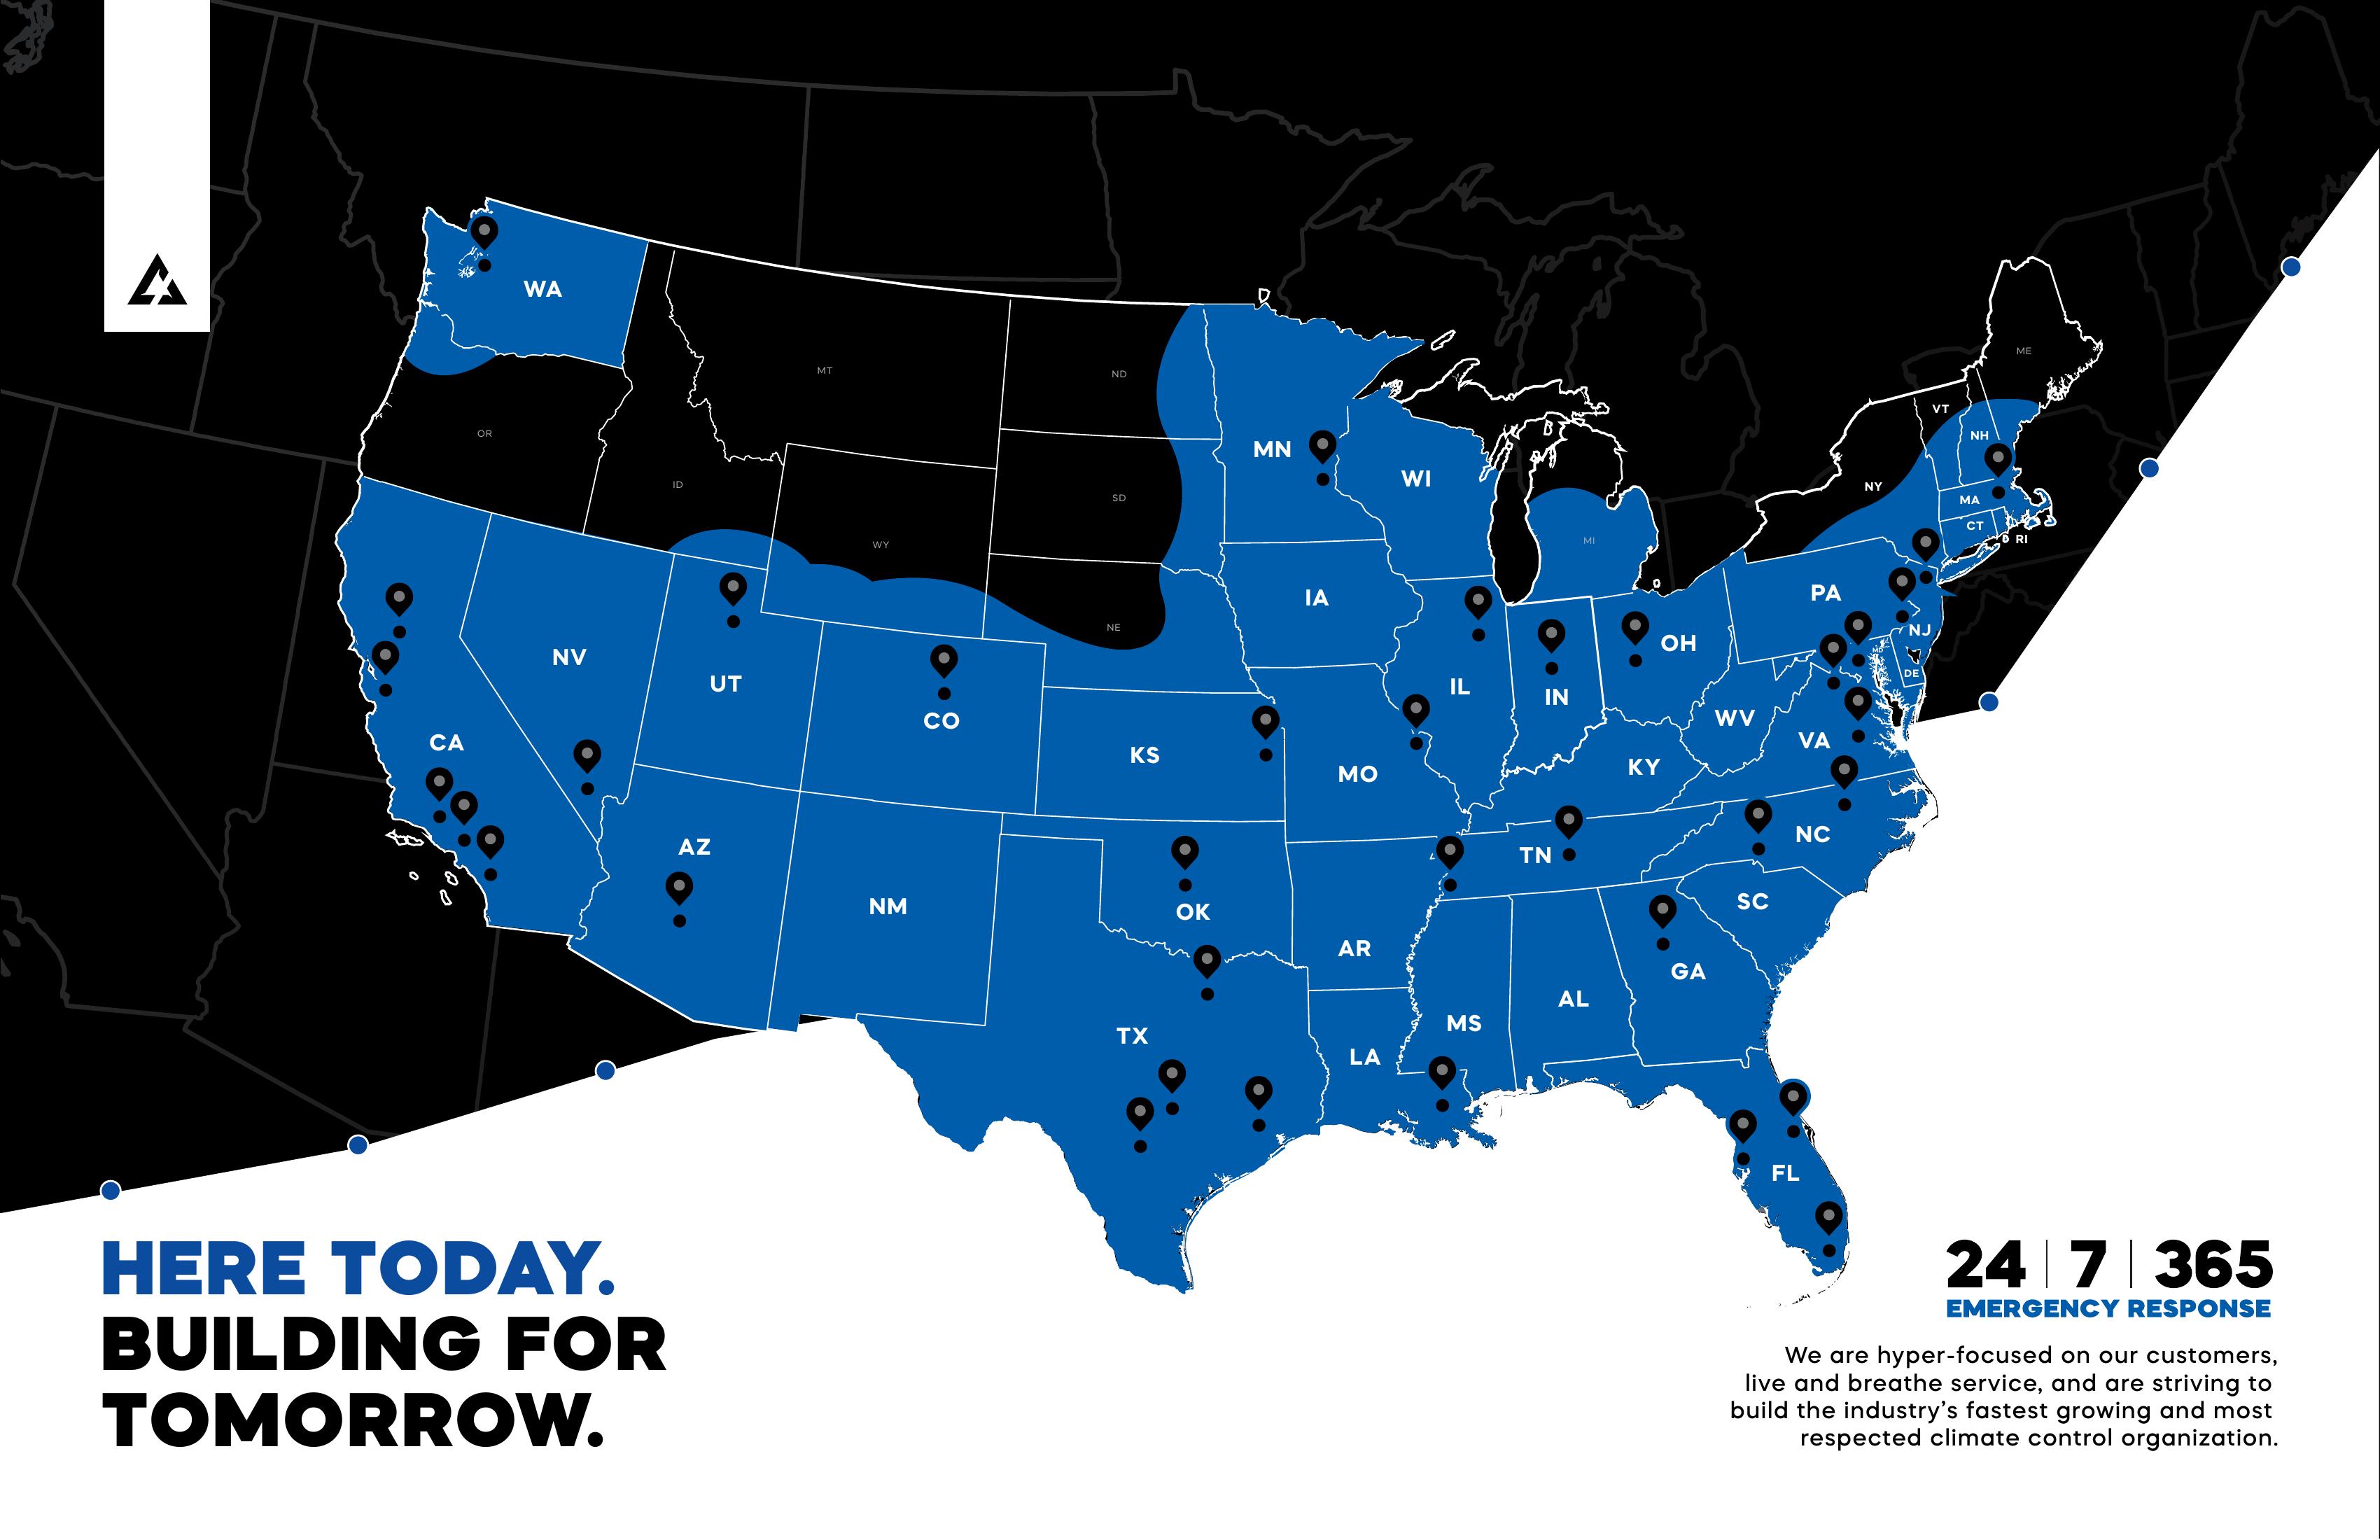 WA
MT
ND
ME
OR
VT
NH
MN
WI
ID
SD
NY
MA
CT
RI
WY
MI
IA
PA
NE
NJ
OH
NV
UT
IL
IN
MD
DE
CO
WV
CA
KS
VA
MO
KY
AZ
TN
NC
NM
OK
SC
AR
GA
AL
TX
MS
LA
FL
HERE TODAY.
BUILDING FOR
TOMORROW.
24 | 7 | 365
EMERGENCY RESPONSE
We are hyper-focused on our customers,
live and breathe service, and are striving to
build the industry’s fastest growing and most
respected climate control organization.